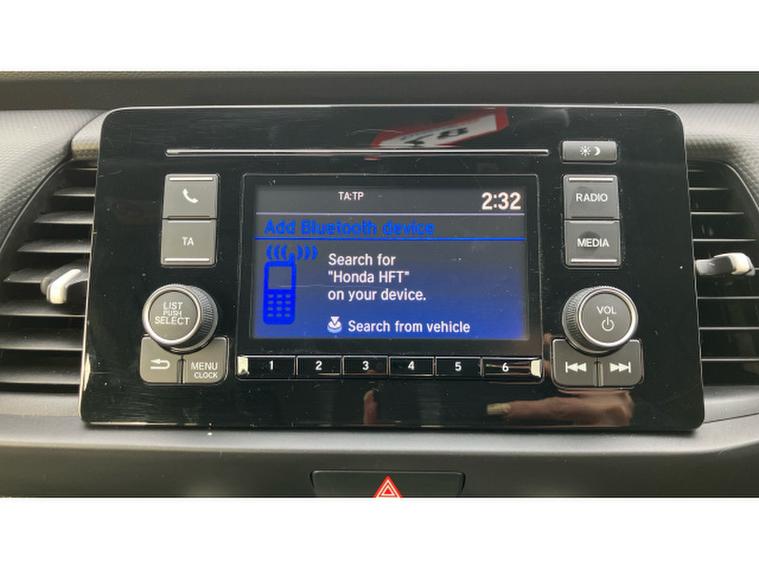 TA:TP
2:32
Add Bluetooth device
Search for
"Honda HFT"
on your device.
Search from vehicle
TA
LIST
PUSH
SELECT
MENU
CLOCK
RADIO
MEDIA
VOL
1 2 3 4 5 6